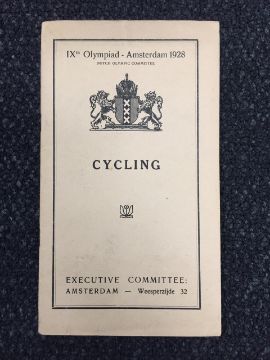 IXth Olympiad - Amsterdam 1928
DUTCH OLYMPIC COMMITTEE
CYCLING
EXECUTIVE COMMITTEE:
AMSTERDAM — Weesperzijde 32